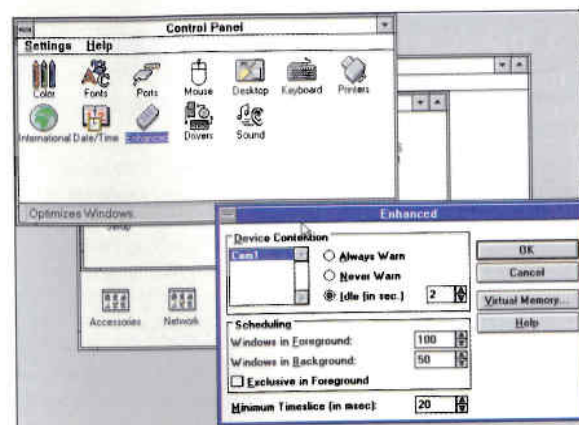 Control Panel
Settings Help
Color Fonts Ports Mouse Desktop Keyboard Printers
International Date/Time Enhanced Drivers Sound
Optimizes Windows
Setup
Accessories Network
Enhanced
Device Contention
Com1
Always Warn
Never Warn
Idle (in sec.) 2
OK
Cancel
Virtual Memory...
Help
Scheduling
Windows in Foreground: 100
Windows in Background: 50
Exclusive in Foreground
Minimum Timeslice (in msec): 20